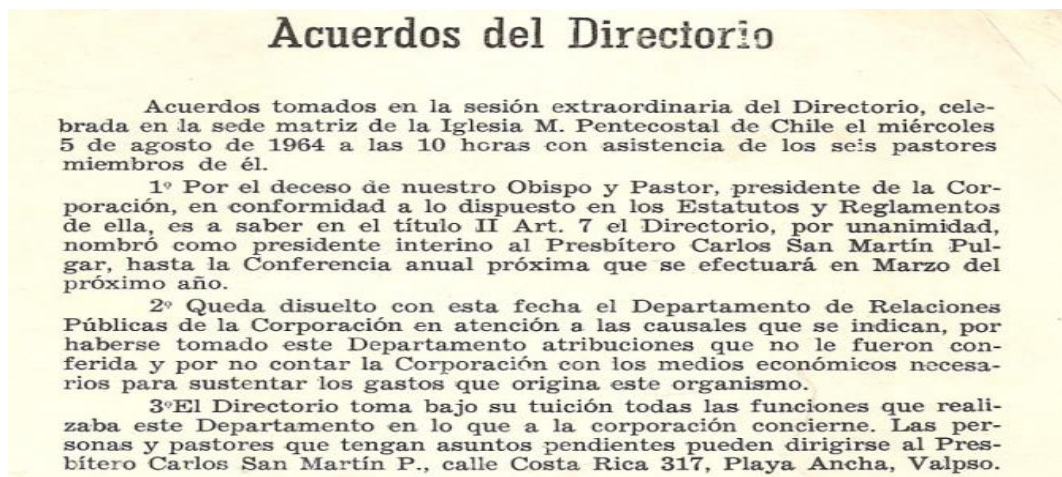 Acuerdos del Directorio
Acuerdos tomados en la sesión extraordinaria del Directorio, cele-
brada en la sede matriz de la Iglesia M. Pentecostal de Chile el miércoles
5 de agosto de 1964 a las 10 horas con asistencia de los seis pastores
miembros de él.
1º Por el deceso de nuestro Obispo y Pastor, presidente de la Cor-
poración, en conformidad a lo dispuesto en los Estatutos y Reglamentos
de ella, es a saber en el título II Art. 7 el Directorio, por unanimidad,
nombró como presidente interino al Presbítero Carlos San Martín Pul-
gar, hasta la Conferencia anual próxima que se efectuará en Marzo del
próximo año.
2º Queda disuelto con esta fecha el Departamento de Relaciones
Públicas de la Corporación en atención a las causales que se indican, por
haberse tomado este Departamento atribuciones que no le fueron con-
ferida y por no contar la Corporación con los medios económicos necesa-
rios para sustentar los gastos que origina este organismo.
3ºEl Directorio toma bajo su tuición todas las funciones que reali-
zaba este Departamento en lo que a la corporación concierne. Las per-
sonas y pastores que tengan asuntos pendientes pueden dirigirse al Pres-
bítero Carlos San Martín P., calle Costa Rica 317, Playa Ancha, Valpso.